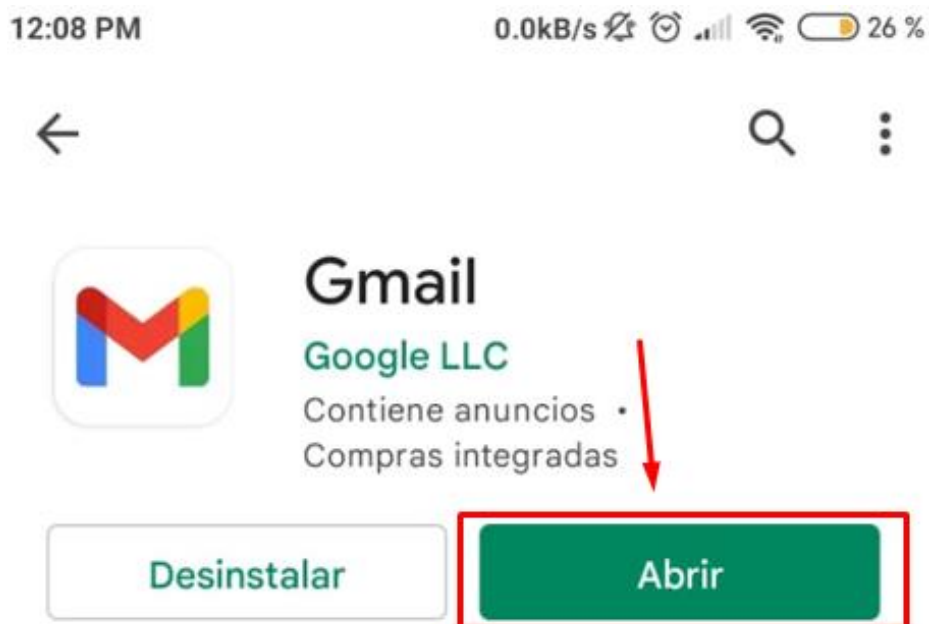 12:08 PM 0.0kB/s 26 %
Gmail
Google LLC
Contiene anuncios •
Compras integradas
Desinstalar Abrir